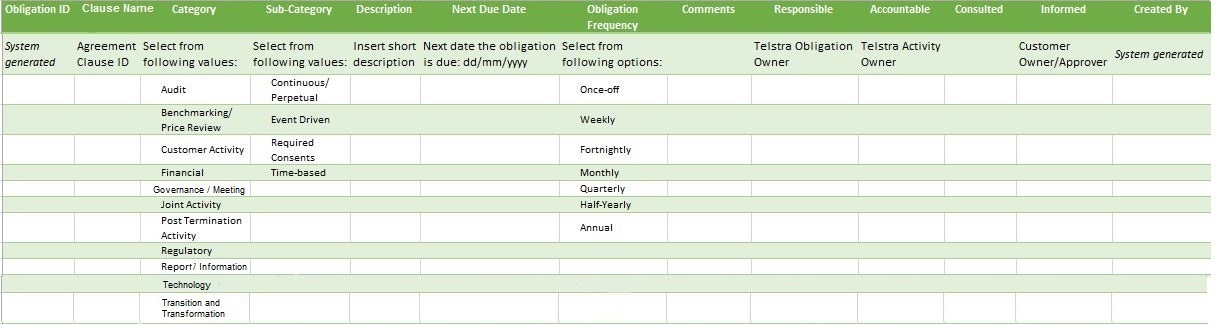 Obligation ID Clause Name Category Sub-Category Description Next Due Date Obligation Frequency Comments Responsible Accountable Consulted Informed Created By
System generated Agreement Clause ID Select from following values: Select from following values: Insert short description Next date the obligation is due: dd/mm/yyyy Select from following options: Telstra Obligation Owner Telstra Activity Owner Customer Owner/Approver System generated
Audit Continuous/ Perpetual Once-off
Benchmarking/ Price Review Event Driven Weekly
Customer Activity Required Consents Fortnightly
Financial Time-based Monthly
Governance / Meeting Quarterly
Joint Activity Half-Yearly
Post Termination Activity Annual
Regulatory
Report/ Information
Technology
Transition and Transformation